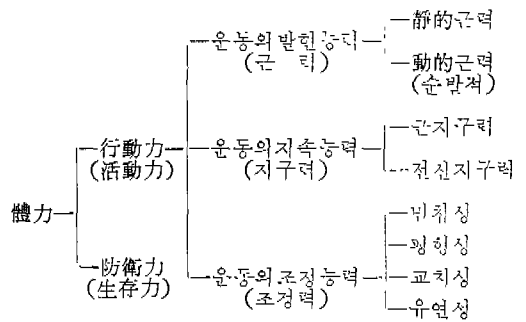 靜的근력
운동의 발현능력
(근 력)
動的근력
(순발력)
行動力
(活動力)
운동의지속능력
(지구력)
근지구력
전신지구력
體力
민첩성
평형성
防衛力
(生存力)
운동의조정능력
(조정력)
교치성
유연성